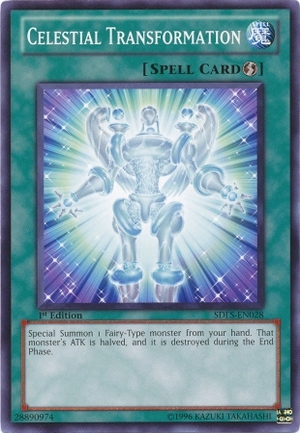 CELESTIAL TRANSFORMATION
[SPELL CARD]
1st Edition
SDLS-EN028
Special Summon 1 Fairy-Type monster from your hand. That
monster's ATK is halved, and it is destroyed during the End
Phase.
28890974
©1996 KAZUKI TAKAHASHI